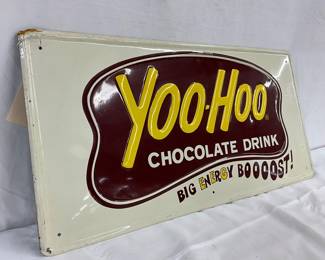 YOO-HOO
CHOCOLATE DRINK
BIG ENERGY BOOOOST!